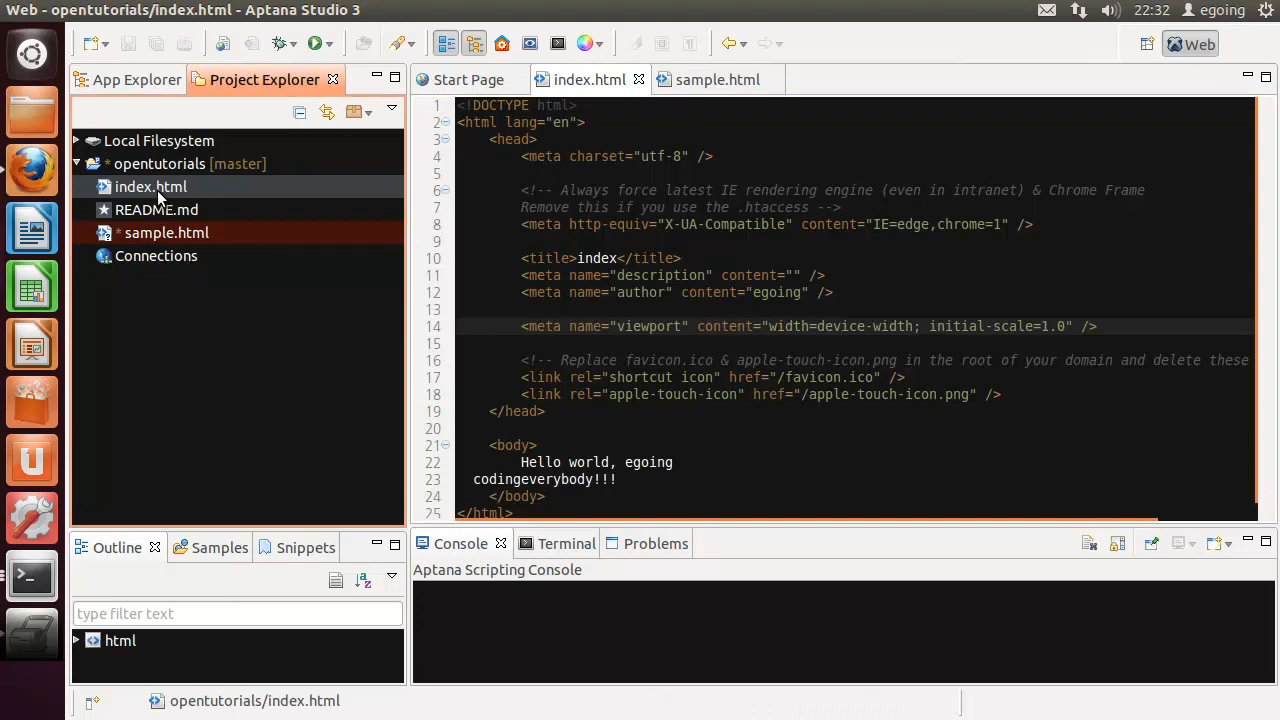 Web - opentutorials/index.html - Aptana Studio 3
22:32
egoing
Web
App Explorer
Project Explorer
Local Filesystem
* opentutorials [master]
index.html
README.md
* sample.html
Connections
Start Page
index.html
sample.html
1 <!DOCTYPE html>
2 <html lang="en">
3 <head>
4 <meta charset="utf-8" />
5
6 <!-- Always force latest IE rendering engine (even in intranet) & Chrome Frame
7 Remove this if you use the .htaccess -->
8 <meta http-equiv="X-UA-Compatible" content="IE=edge,chrome=1" />
9
10 <title>index</title>
11 <meta name="description" content="" />
12 <meta name="author" content="egoing" />
13
14 <meta name="viewport" content="width=device-width; initial-scale=1.0" />
15
16 <!-- Replace favicon.ico & apple-touch-icon.png in the root of your domain and delete these
17 <link rel="shortcut icon" href="/favicon.ico" />
18 <link rel="apple-touch-icon" href="/apple-touch-icon.png" />
19 </head>
20
21 <body>
22 Hello world, egoing
23 codingeverybody!!!
24 </body>
25 </html>
Outline
Samples
Snippets
type filter text
html
Console
Terminal
Problems
Aptana Scripting Console
opentutorials/index.html